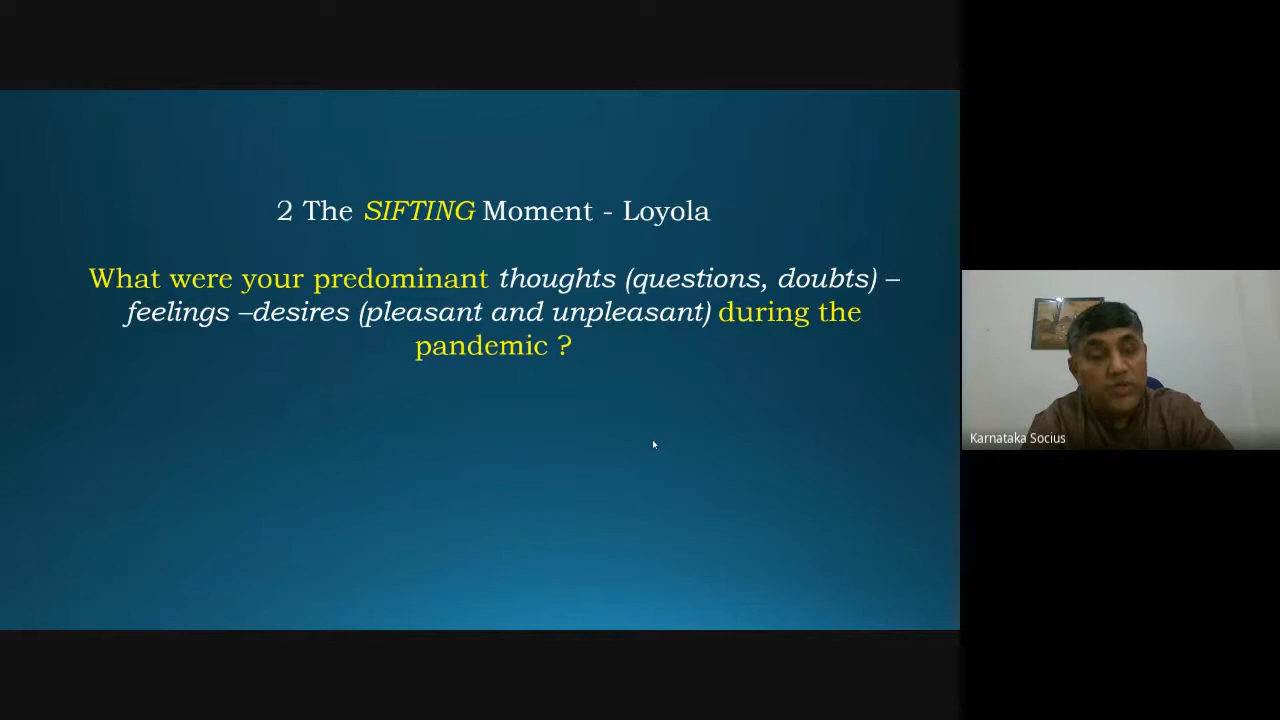 2 The SIFTING Moment - Loyola
What were your predominant thoughts (questions, doubts) –
feelings –desires (pleasant and unpleasant) during the
pandemic ?
Karnataka Socius